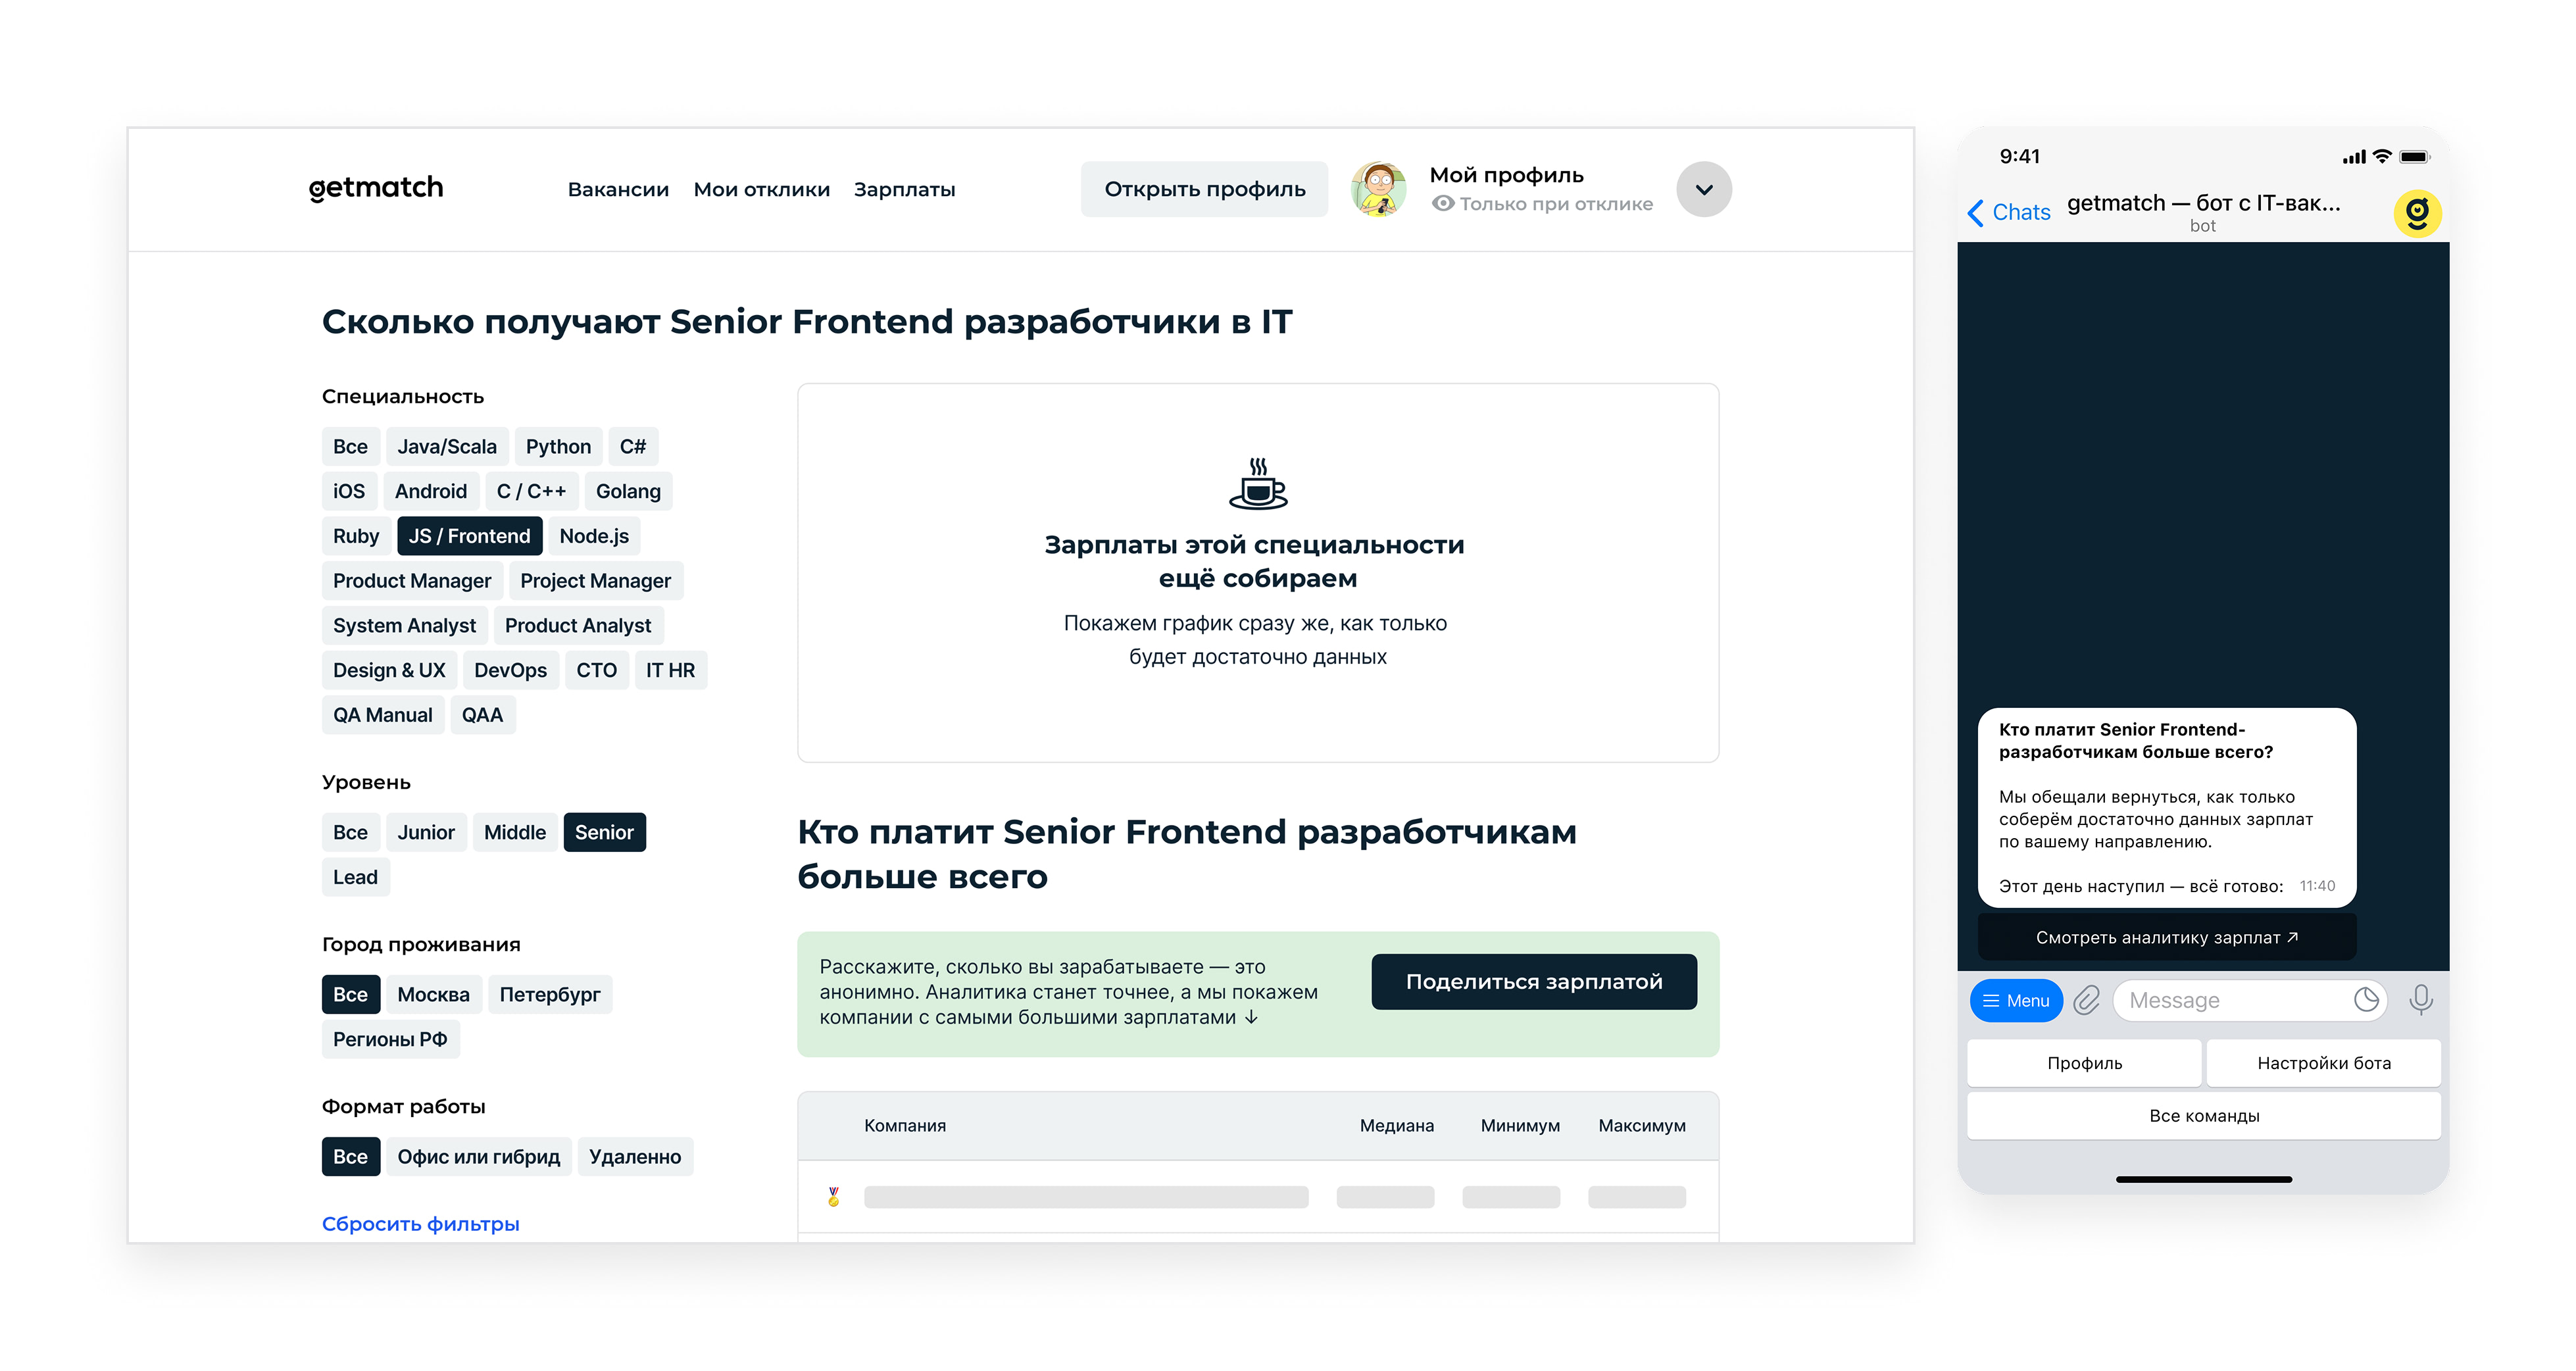 getmatch
Вакансии Мои отклики Зарплаты
Открыть профиль
Мой профиль
Только при отклике
Сколько получают Senior Frontend разработчики в IT
Специальность
Все Java/Scala Python C#
iOS Android C / C++ Golang
Ruby JS / Frontend Node.js
Product Manager Project Manager
System Analyst Product Analyst
Design & UX DevOps CTO IT HR
QA Manual QAA
Уровень
Все Junior Middle Senior
Lead
Город проживания
Все Москва Петербург
Регионы РФ
Формат работы
Все Офис или гибрид Удаленно
Сбросить фильтры
Зарплаты этой специальности
ещё собираем
Покажем график сразу же, как только
будет достаточно данных
Кто платит Senior Frontend разработчикам
больше всего
Расскажите, сколько вы зарабатываете — это
анонимно. Аналитика станет точнее, а мы покажем
компании с самыми большими зарплатами ↓
Поделиться зарплатой
Компания Медиана Минимум Максимум
9:41
Chats
getmatch — бот с IT-вак...
bot
Кто платит Senior Frontend-
разработчикам больше всего?
Мы обещали вернуться, как только
соберём достаточно данных зарплат
по вашему направлению.
Этот день наступил — всё готово: 11:40
Смотреть аналитику зарплат ↗
Menu
Message
Профиль Настройки бота
Все команды